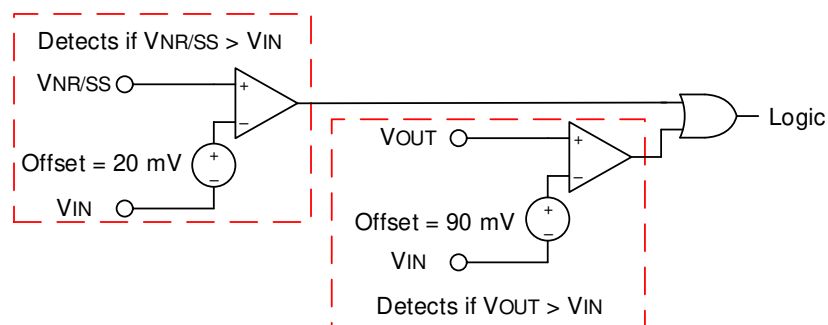 Detects if VNR/SS > VIN
VNR/SS
+
−
+
Offset = 20 mV
−
VIN
Logic
VOUT
+
−
+
Offset = 90 mV
−
VIN
Detects if VOUT > VIN